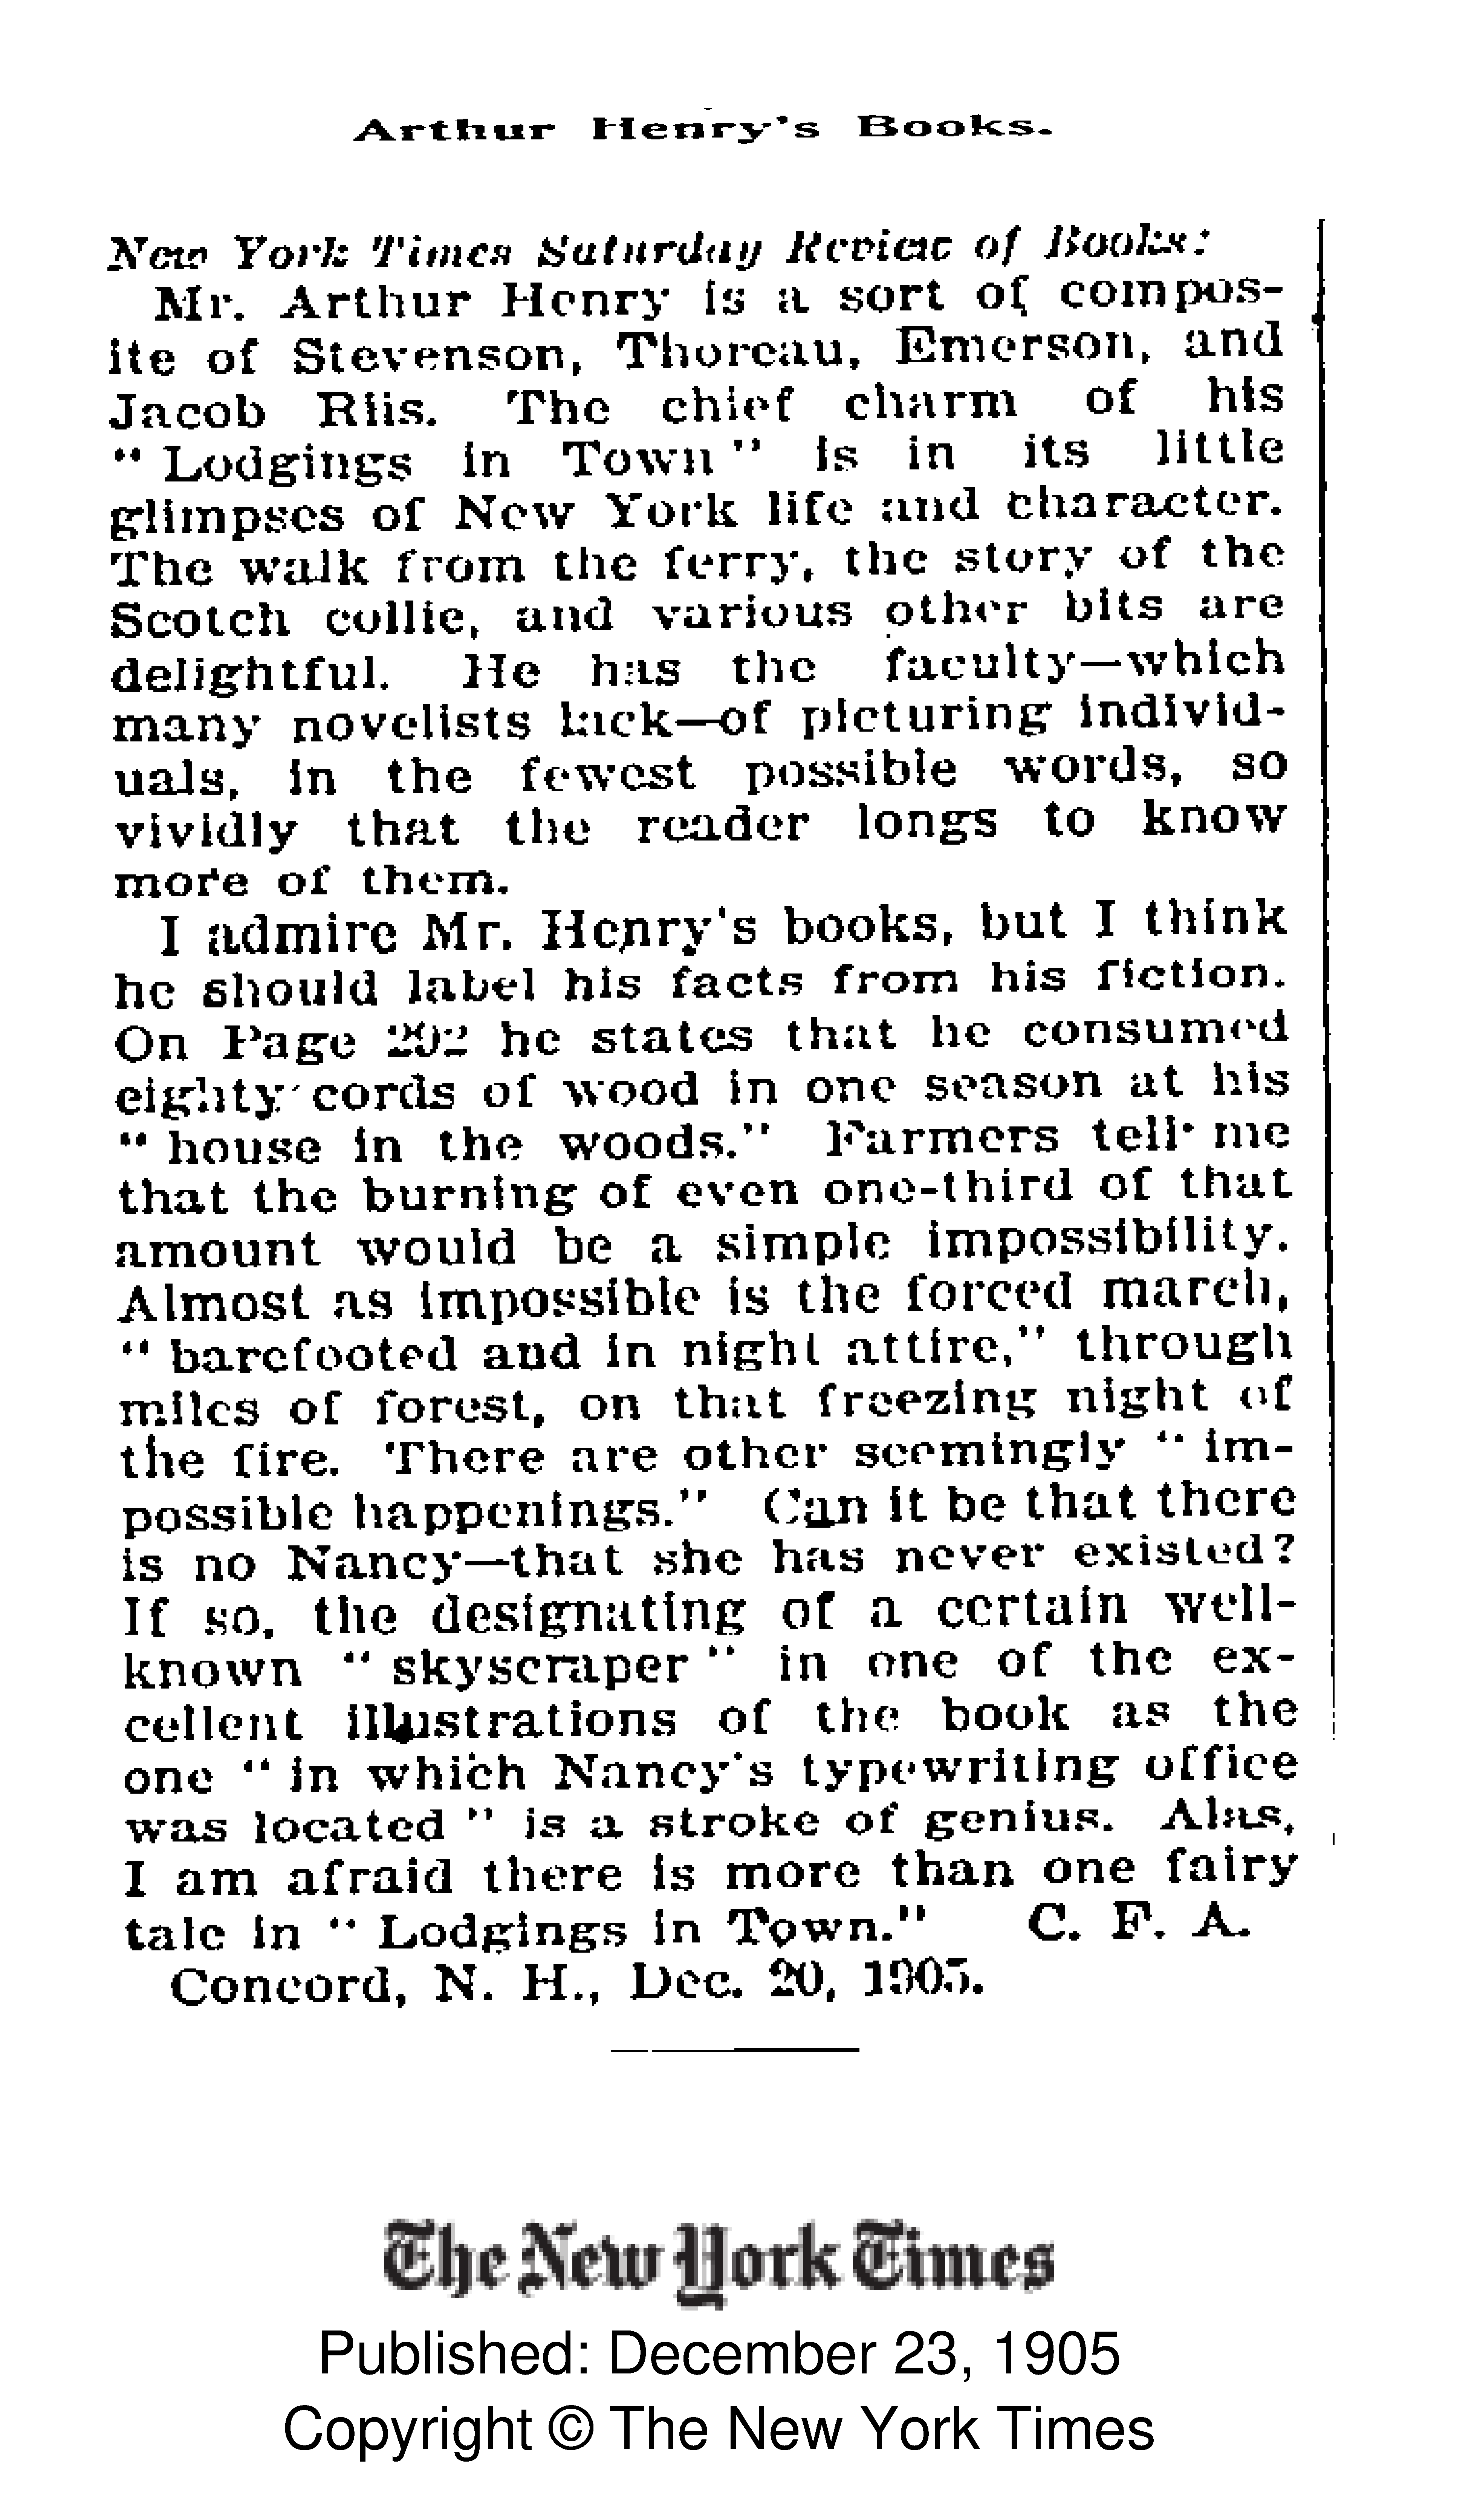 Arthur Henry's Books.
New York Times Saturday Review of Books:
Mr. Arthur Henry is a sort of compos-
ite of Stevenson, Thoreau, Emerson, and
Jacob Riis. The chief charm of his
" Lodgings in Town " is in its little
glimpses of New York life and character.
The walk from the ferry, the story of the
Scotch collie, and various other bits are
delightful. He has the faculty—which
many novelists lack—of picturing individ-
uals, in the fewest possible words, so
vividly that the reader longs to know
more of them.
I admire Mr. Henry's books, but I think
he should label his facts from his fiction.
On Page 292 he states that he consumed
eighty cords of wood in one season at his
" house in the woods." Farmers tell me
that the burning of even one-third of that
amount would be a simple impossibility.
Almost as impossible is the forced march,
" barefooted and in night attire," through
miles of forest, on that freezing night of
the fire. There are other seemingly " im-
possible happenings." Can it be that there
is no Nancy—that she has never existed?
If so, the designating of a certain well-
known " skyscraper " in one of the ex-
cellent illustrations of the book as the
one " in which Nancy's typewriting office
was located " is a stroke of genius. Alas,
I am afraid there is more than one fairy
tale in " Lodgings in Town." C. F. A.
Concord, N. H., Dec. 20, 1905.
The New York Times
Published: December 23, 1905
Copyright © The New York Times